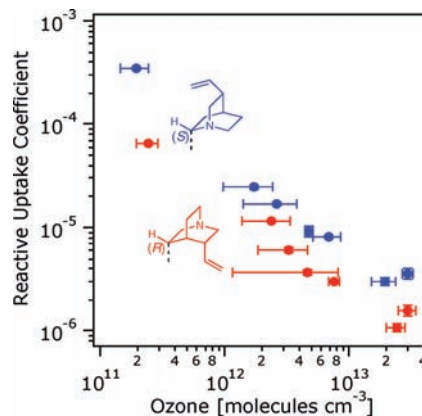 Reactive Uptake Coefficient
10⁻³
10⁻⁴
10⁻⁵
10⁻⁶
H
N
(S)
H
N
(R)
10¹¹ 2 4 6 8 10¹² 2 4 6 8 10¹³ 2 4
Ozone [molecules cm⁻³]